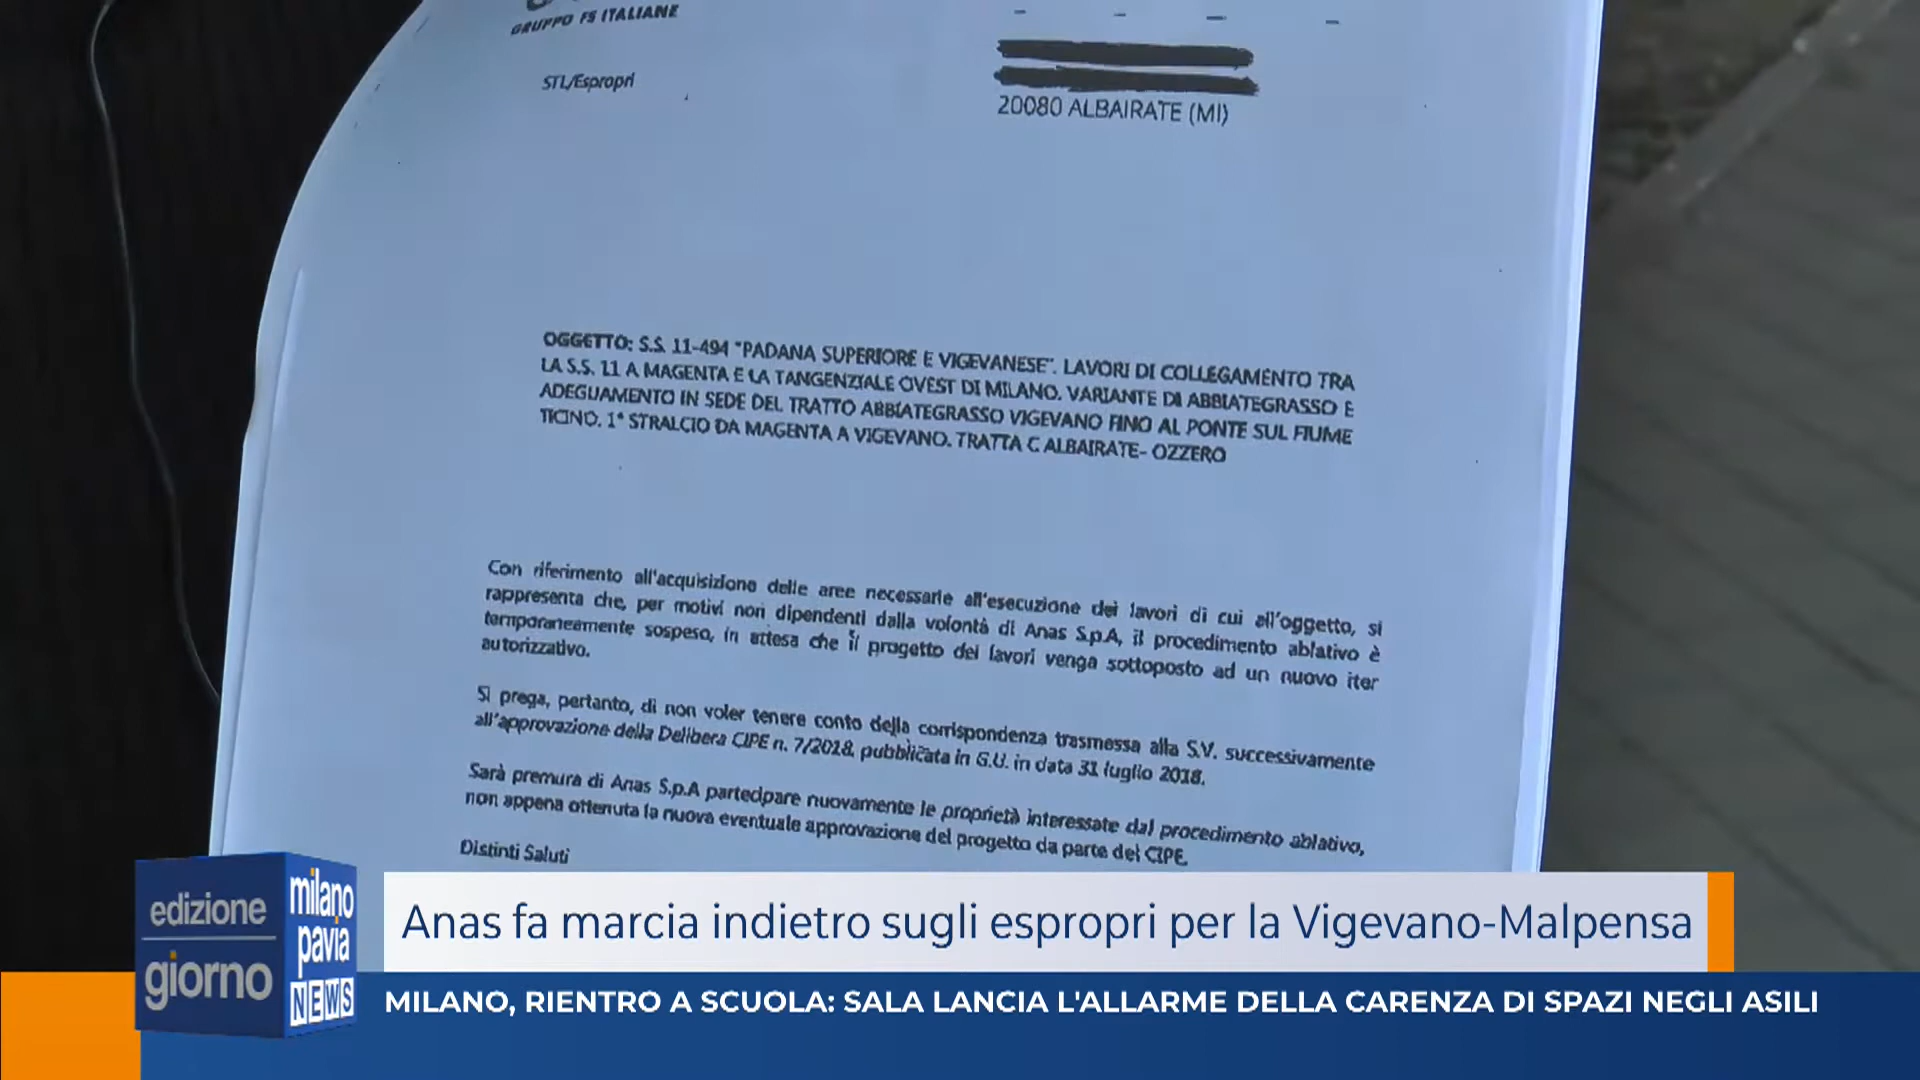 GRUPPO FS ITALIANE
STL/Espropri
20080 ALBAIRATE (MI)
OGGETTO: S.S. 11-494 "PADANA SUPERIORE E VIGEVANESE". LAVORI DI COLLEGAMENTO TRA
LA S.S. 11 A MAGENTA E LA TANGENZIALE OVEST DI MILANO. VARIANTE DI ABBIATEGRASSO E
ADEGUAMENTO IN SEDE DEL TRATTO ABBIATEGRASSO VIGEVANO FINO AL PONTE SUL FIUME
TICINO. 1° STRALCIO DA MAGENTA A VIGEVANO. TRATTA C ALBAIRATE- OZZERO
Con riferimento all'acquisizione delle aree necessarie all'esecuzione dei lavori di cui all'oggetto, si
rappresenta che, per motivi non dipendenti dalla volontà di Anas S.p.A, il procedimento ablativo è
temporaneamente sospeso, in attesa che il progetto dei lavori venga sottoposto ad un nuovo iter
autorizzativo.
Si prega, pertanto, di non voler tenere conto della corrispondenza trasmessa alla S.V. successivamente
all'approvazione della Delibera CIPE n. 7/2018, pubblicata in G.U. in data 31 luglio 2018.
Sarà premura di Anas S.p.A partecipare nuovamente le proprietà interessate dal procedimento ablativo,
non appena ottenuta la nuova eventuale approvazione del progetto da parte del CIPE.
Distinti Saluti
edizione
giorno
milano
pavia
NEWS
Anas fa marcia indietro sugli espropri per la Vigevano-Malpensa
MILANO, RIENTRO A SCUOLA: SALA LANCIA L'ALLARME DELLA CARENZA DI SPAZI NEGLI ASILI